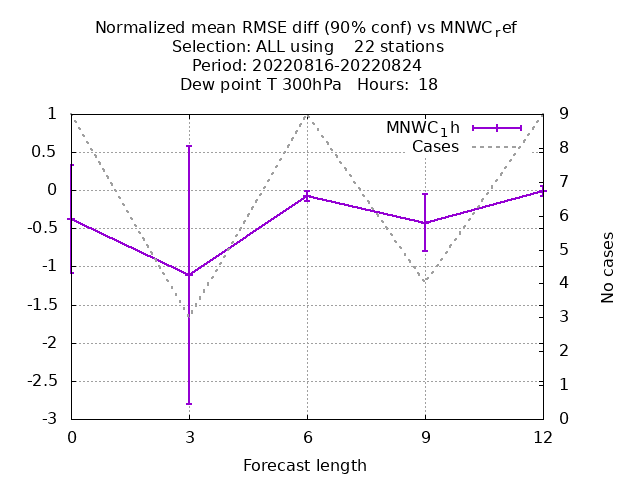 Normalized mean RMSE diff (90% conf) vs MNWCref
Selection: ALL using 22 stations
Period: 20220816-20220824
Dew point T 300hPa Hours: 18
MNWC1h
Cases
1
0.5
0
-0.5
-1
-1.5
-2
-2.5
-3
9
8
7
6
5
4
3
2
1
0
No cases
0 3 6 9 12
Forecast length